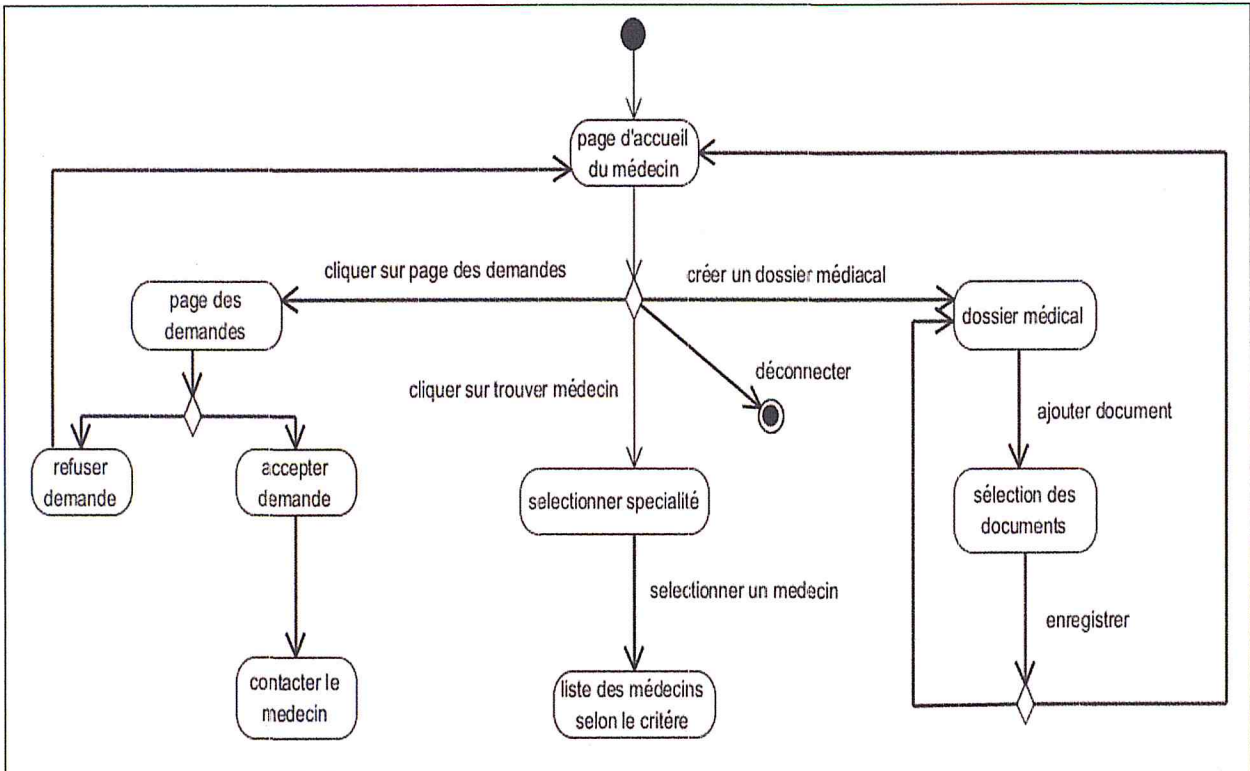 page d'accueil
du médecin
cliquer sur page des demandes
créer un dossier médiacal
page des
demandes
dossier médical
déconnecter
cliquer sur trouver médecin
ajouter document
refuser
demande
accepter
demande
selectionner specialité
sélection des
documents
selectionner un medecin
enregistrer
contacter le
medecin
liste des médecins
selon le critére